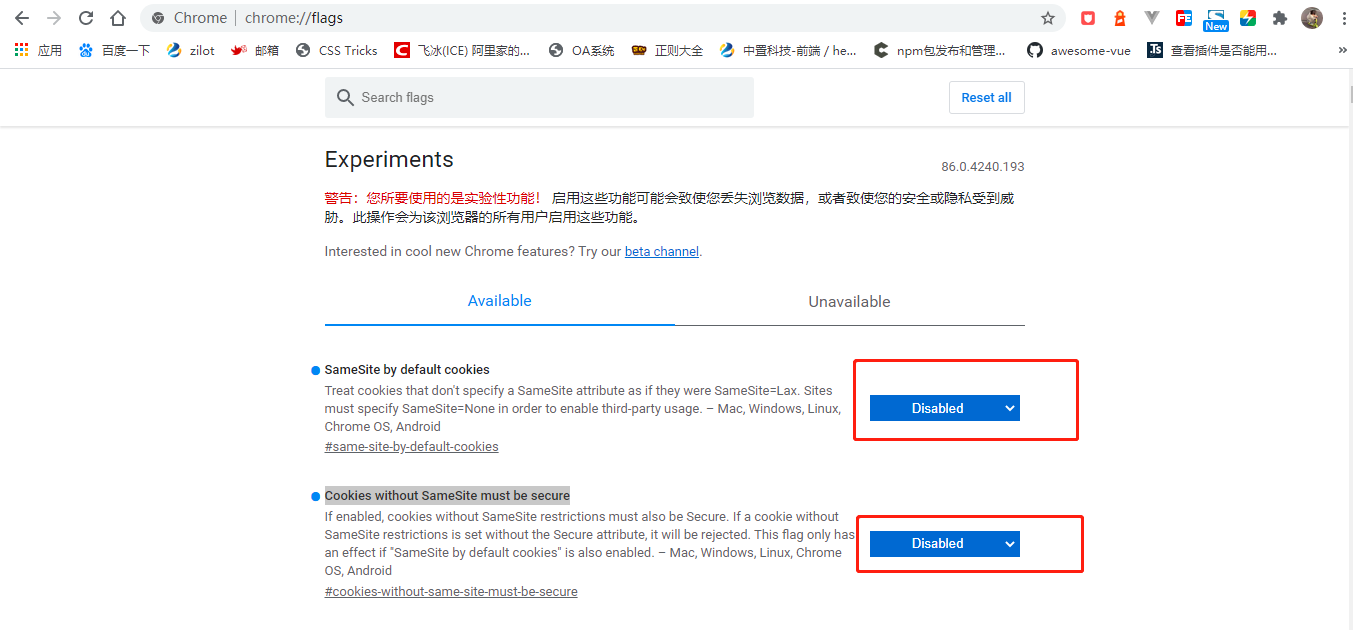 Chrome | chrome://flags
New
应用 百度一下 zilot 邮箱 CSS Tricks 飞冰(ICE) 阿里家的... OA系统 正则大全 中置科技-前端 / he... npm包发布和管理... awesome-vue 查看插件是否能用... »
Search flags
Reset all
Experiments
86.0.4240.193
警告：您所要使用的是实验性功能！ 启用这些功能可能会致使您丢失浏览数据，或者致使您的安全或隐私受到威
胁。此操作会为该浏览器的所有用户启用这些功能。
Interested in cool new Chrome features? Try our beta channel.
Available
Unavailable
SameSite by default cookies
Treat cookies that don't specify a SameSite attribute as if they were SameSite=Lax. Sites
must specify SameSite=None in order to enable third-party usage. – Mac, Windows, Linux,
Chrome OS, Android
#same-site-by-default-cookies
Disabled
Cookies without SameSite must be secure
If enabled, cookies without SameSite restrictions must also be Secure. If a cookie without
SameSite restrictions is set without the Secure attribute, it will be rejected. This flag only has
an effect if "SameSite by default cookies" is also enabled. – Mac, Windows, Linux, Chrome
OS, Android
#cookies-without-same-site-must-be-secure
Disabled